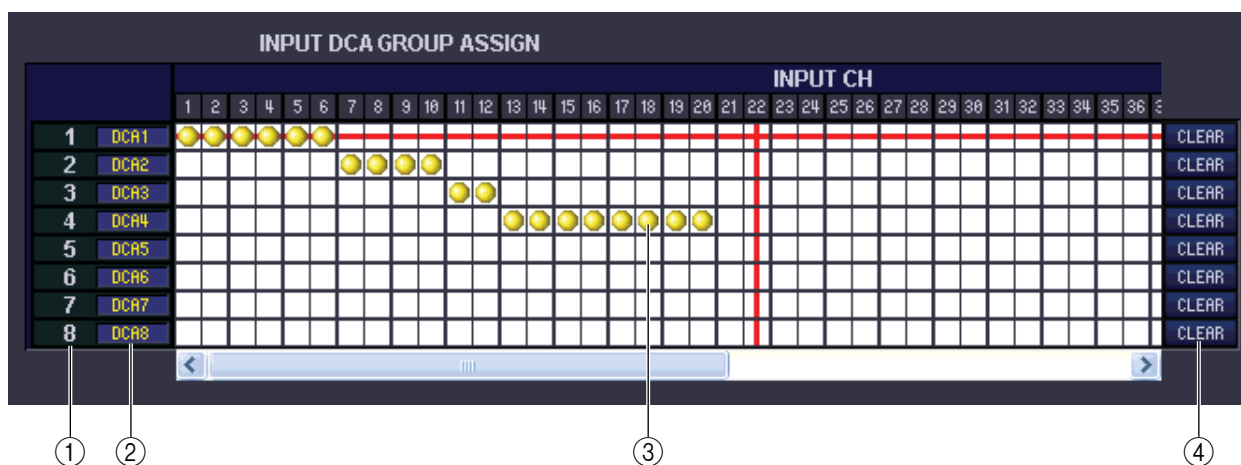 INPUT DCA GROUP ASSIGN
INPUT CH
1 2 3 4 5 6 7 8 9 10 11 12 13 14 15 16 17 18 19 20 21 22 23 24 25 26 27 28 29 30 31 32 33 34 35 36
1 DCA1 CLEAR
2 DCA2 CLEAR
3 DCA3 CLEAR
4 DCA4 CLEAR
5 DCA5 CLEAR
6 DCA6 CLEAR
7 DCA7 CLEAR
8 DCA8 CLEAR
① ② ③ ④